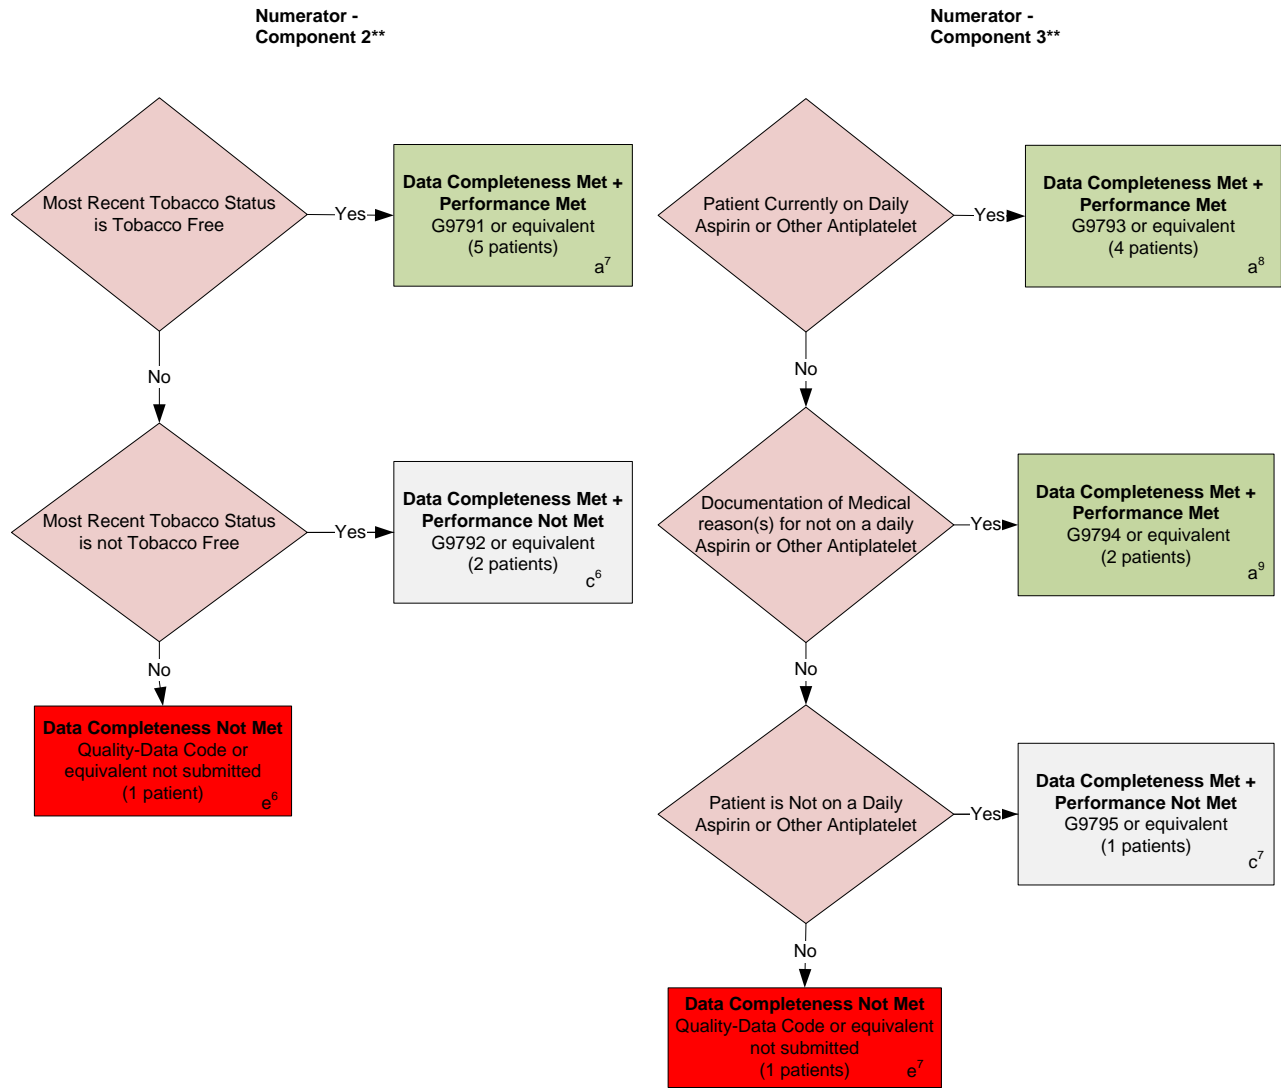 Numerator -
Component 2**
Most Recent Tobacco Status
is Tobacco Free
Yes
Data Completeness Met +
Performance Met
G9791 or equivalent
(5 patients)
a7
No
Most Recent Tobacco Status
is not Tobacco Free
Yes
Data Completeness Met +
Performance Not Met
G9792 or equivalent
(2 patients)
c6
No
Data Completeness Not Met
Quality-Data Code or
equivalent not submitted
(1 patient)
e6
Numerator -
Component 3**
Patient Currently on Daily
Aspirin or Other Antiplatelet
Yes
Data Completeness Met +
Performance Met
G9793 or equivalent
(4 patients)
a8
No
Documentation of Medical
reason(s) for not on a daily
Aspirin or Other Antiplatelet
Yes
Data Completeness Met +
Performance Met
G9794 or equivalent
(2 patients)
a9
No
Patient is Not on a Daily
Aspirin or Other Antiplatelet
Yes
Data Completeness Met +
Performance Not Met
G9795 or equivalent
(1 patients)
c7
No
Data Completeness Not Met
Quality-Data Code or equivalent
not submitted
(1 patients)
e7